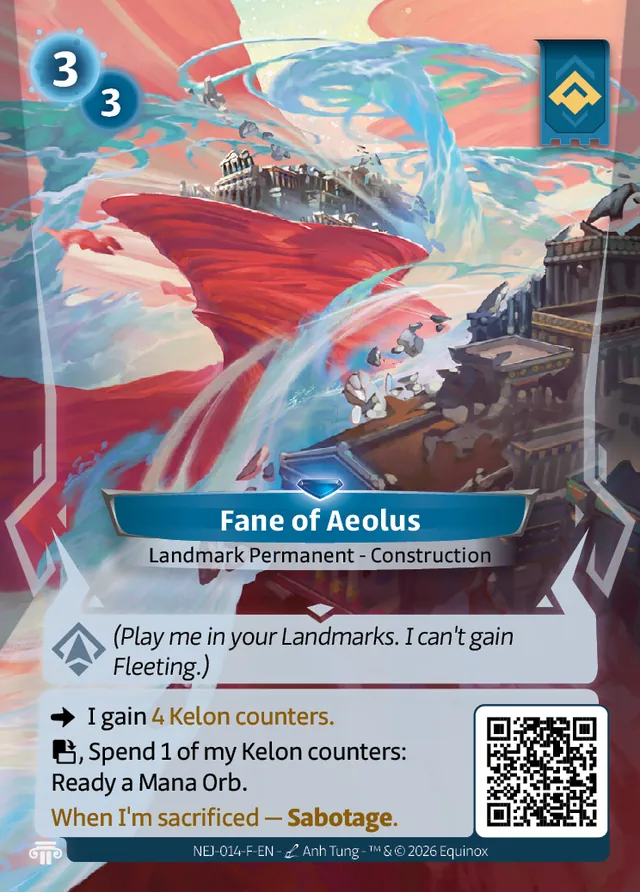 3
3
Fane of Aeolus
Landmark Permanent - Construction
(Play me in your Landmarks. I can't gain
Fleeting.)
I gain 4 Kelon counters.
, Spend 1 of my Kelon counters:
Ready a Mana Orb.
When I'm sacrificed — Sabotage.
NEJ-014-F-EN - Anh Tung - ™ & © 2026 Equinox